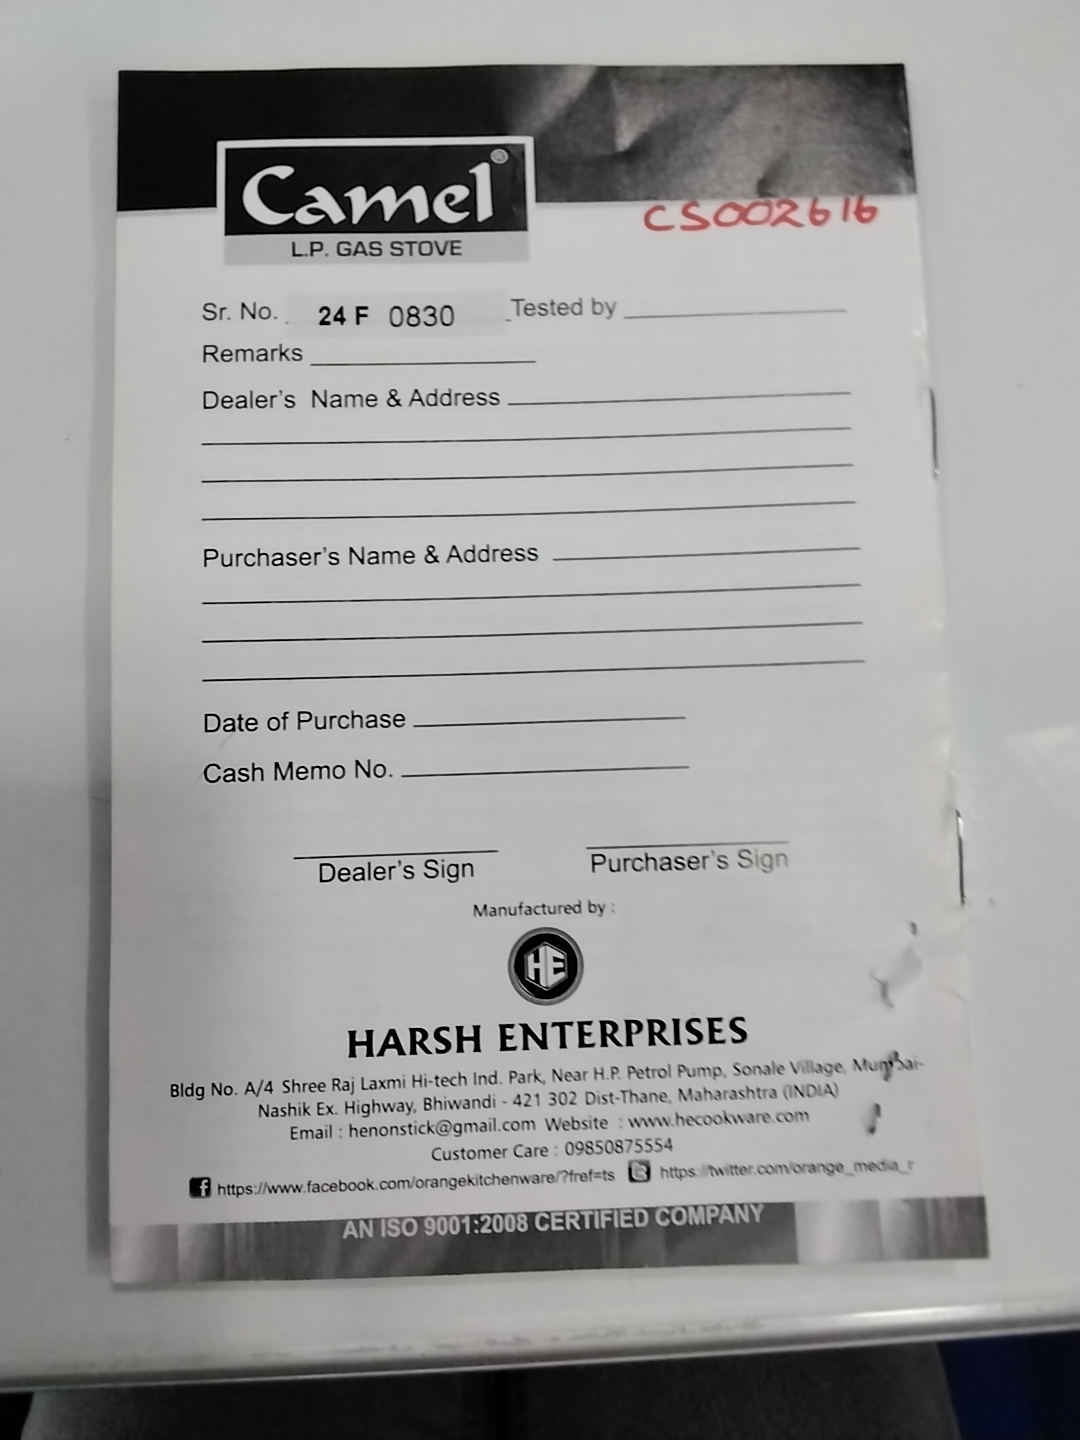 Camel®
L.P. GAS STOVE
CS002616
Sr. No. 24 F 0830 Tested by
Remarks
Dealer's Name & Address
Purchaser's Name & Address
Date of Purchase
Cash Memo No.
Dealer's Sign Purchaser's Sign
Manufactured by :
HE
HARSH ENTERPRISES
Bldg No. A/4 Shree Raj Laxmi Hi-tech Ind. Park, Near H.P. Petrol Pump, Sonale Village, Mumbai-
Nashik Ex. Highway, Bhiwandi - 421 302 Dist-Thane, Maharashtra (INDIA)
Email : henonstick@gmail.com Website : www.hecookware.com
Customer Care : 09850875554
f https://www.facebook.com/orangekitchenware/?fref=ts https://twitter.com/orange_media_r
AN ISO 9001:2008 CERTIFIED COMPANY